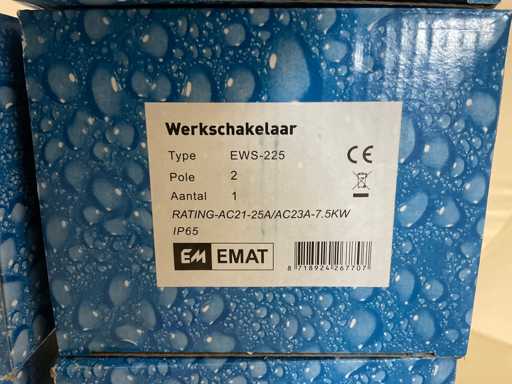 Werkschakelaar
Type EWS-225
Pole 2
Aantal 1
RATING-AC21-25A/AC23A-7.5KW
IP65
EM EMAT
8 718924 267707
CE